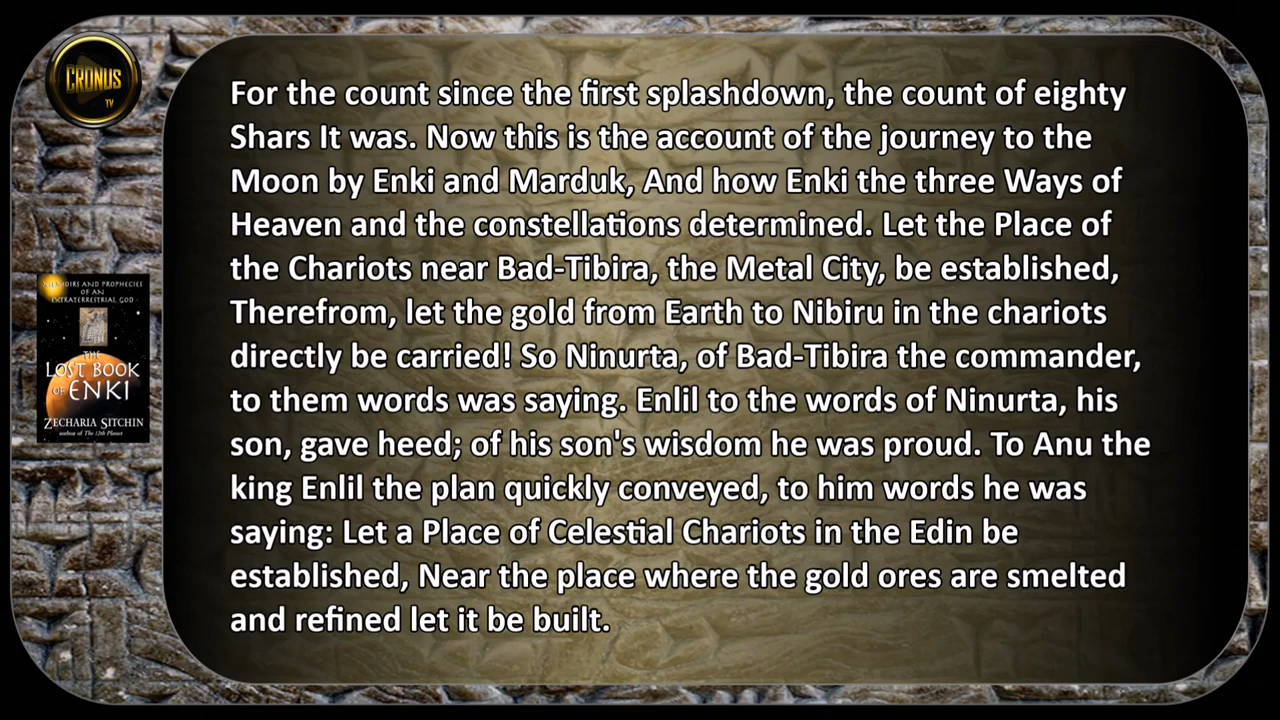 CRONUS
TV
For the count since the first splashdown, the count of eighty
Shars It was. Now this is the account of the journey to the
Moon by Enki and Marduk, And how Enki the three Ways of
Heaven and the constellations determined. Let the Place of
the Chariots near Bad-Tibira, the Metal City, be established,
Therefrom, let the gold from Earth to Nibiru in the chariots
directly be carried! So Ninurta, of Bad-Tibira the commander,
to them words was saying. Enlil to the words of Ninurta, his
son, gave heed; of his son's wisdom he was proud. To Anu the
king Enlil the plan quickly conveyed, to him words he was
saying: Let a Place of Celestial Chariots in the Edin be
established, Near the place where the gold ores are smelted
and refined let it be built.
MEMOIRS AND PROPHECIES
OF AN
EXTRATERRESTRIAL GOD
THE
LOST BOOK
OF ENKI
ZECHARIA SITCHIN
author of The 12th Planet